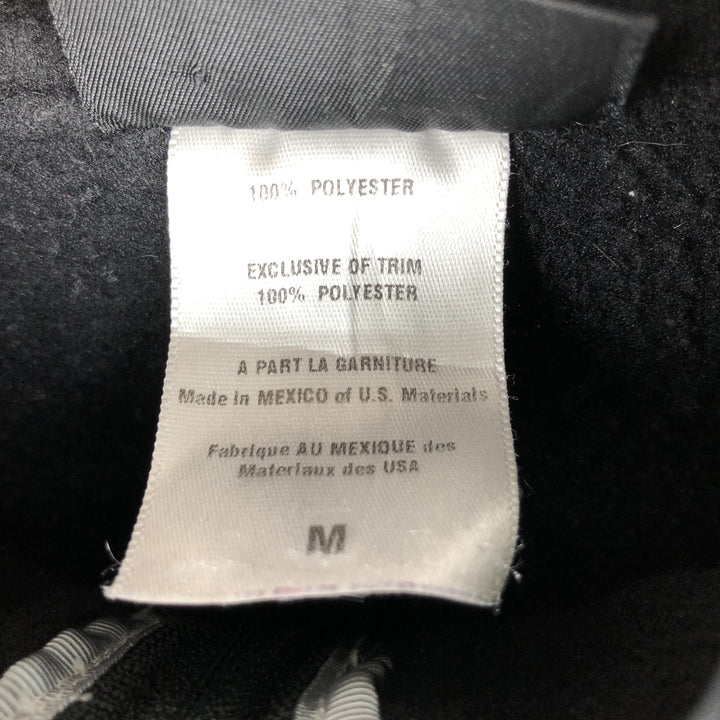 100% POLYESTER
EXCLUSIVE OF TRIM
100% POLYESTER
A PART LA GARNITURE
Made in MEXICO of U.S. Materials
Fabrique AU MEXIQUE des
Materiaux des USA
M